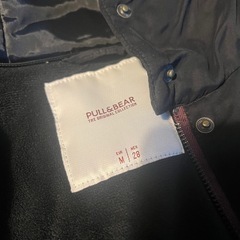 PULL&BEAR
THE ORIGINAL COLLECTION
EUR MEX
M 28